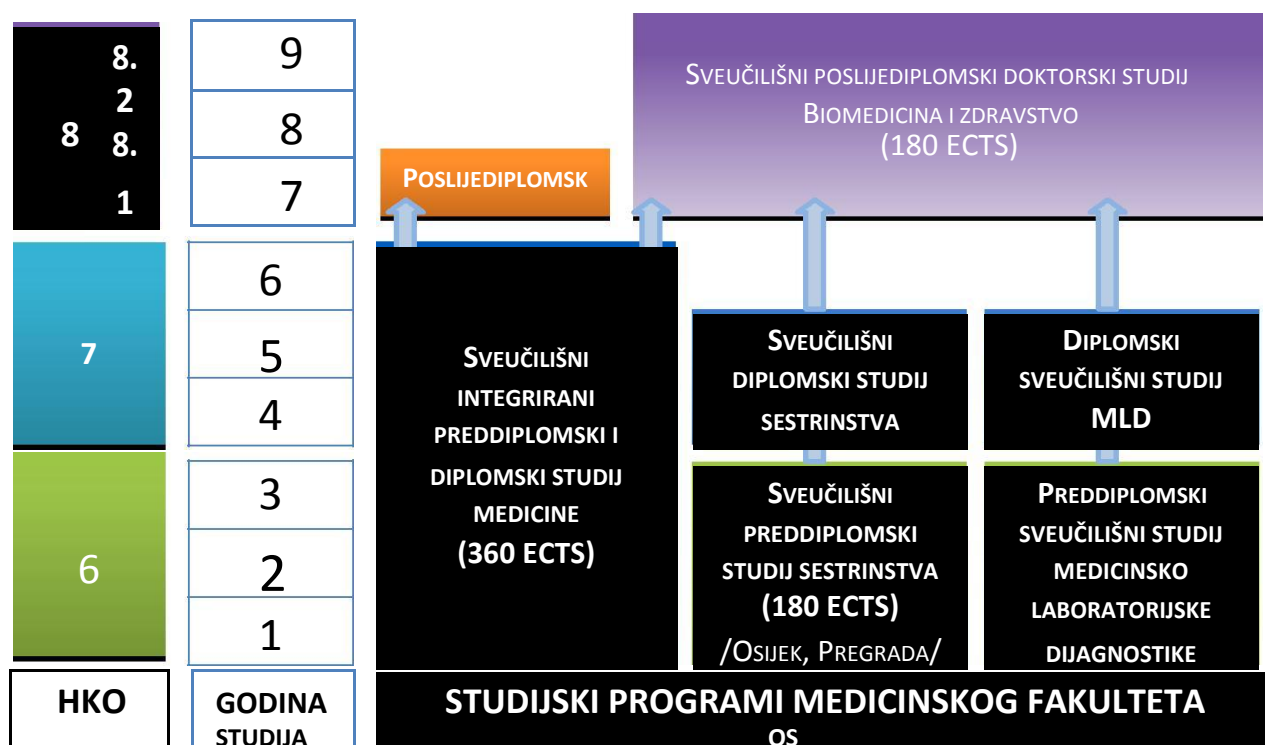 8.
2
8
8.
1
9
8
7
Sveučilišni poslijediplomski doktorski studij
Biomedicina i zdravstvo
(180 ECTS)
Poslijediplomsk
7
6
5
4
Sveučilišni
integrirani
preddiplomski i
diplomski studij
medicine
(360 ECTS)
Sveučilišni
diplomski studij
sestrinstva
Diplomski
sveučilišni studij
MLD
6
3
2
1
Sveučilišni
preddiplomski
studij sestrinstva
(180 ECTS)
/Osijek, Pregrada/
Preddiplomski
sveučilišni studij
medicinsko
laboratorijske
dijagnostike
HKO
GODINA
STUDIJA
STUDIJSKI PROGRAMI MEDICINSKOG FAKULTETA
OS